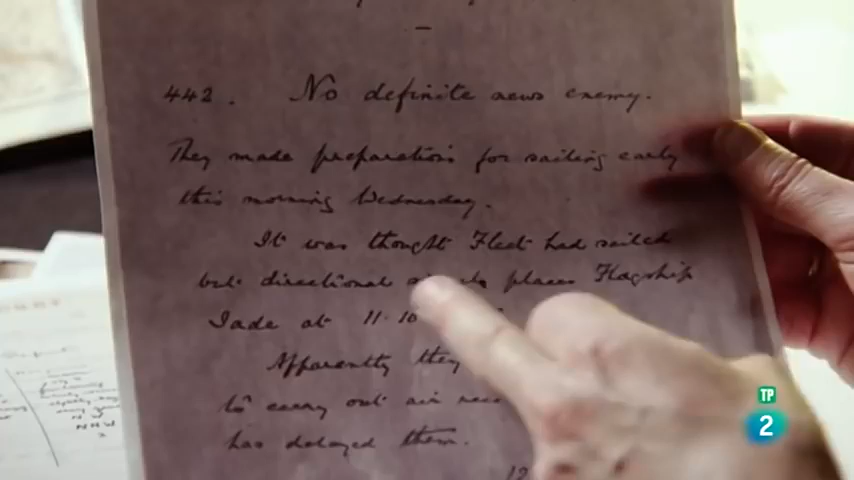 442. No definite news enemy.
They made preparations for sailing early
this morning Wednesday.
It was thought Fleet had sailed
but directional places Flagship
Jade at 11.10
Apparently they
to carry out air
has delayed them.
12
TP
2